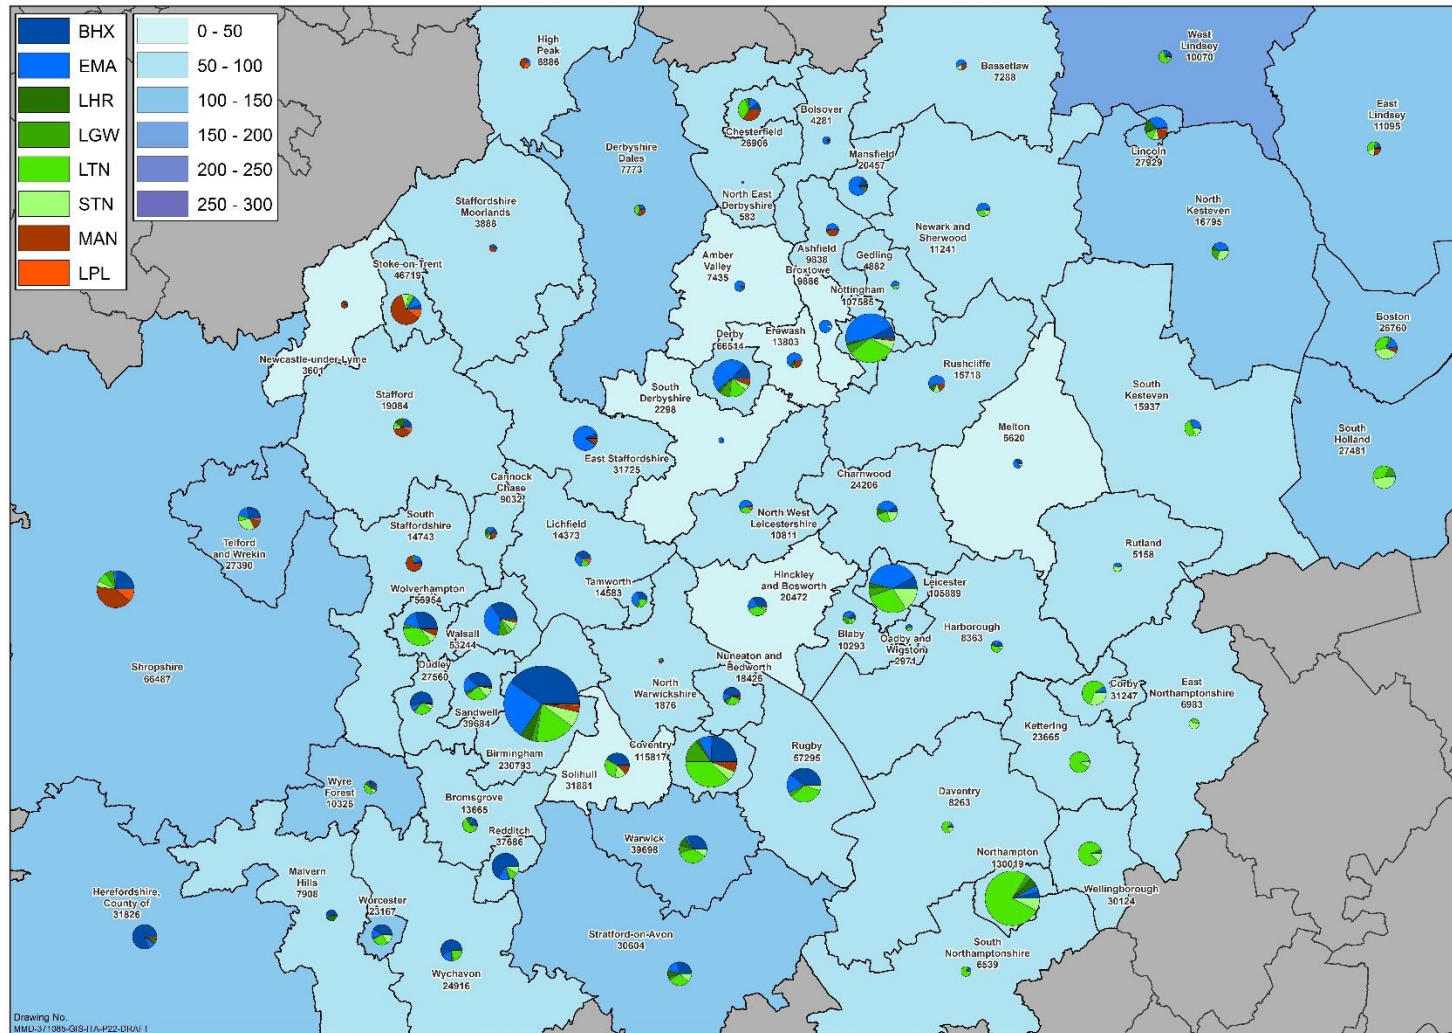 BHX
EMA
LHR
LGW
LTN
STN
MAN
LPL
0 - 50
50 - 100
100 - 150
150 - 200
200 - 250
250 - 300
High
Peak
6886
Derbyshire
Dales
7773
Chesterfield
26906
Bolsover
4281
North East
Derbyshire
583
Mansfield
20457
Bassetlaw
7288
West
Lindsey
10070
East
Lindsey
11095
Lincoln
27929
North
Kesteven
16795
Staffordshire
Moorlands
3888
Stoke-on-Trent
46719
Newcastle-under-Lyme
3601
Amber
Valley
7435
Ashfield
9838
Broxtowe
9886
Gedling
4882
Nottingham
107585
Newark and
Sherwood
11241
Boston
26760
Derby
66514
Erewash
13803
South
Derbyshire
2298
Rushcliffe
15718
South
Kesteven
15937
South
Holland
27481
Melton
5620
Stafford
19084
East Staffordshire
31725
Cannock
Chase
9032
Lichfield
14373
North West
Leicestershire
10811
Charnwood
24206
Rutland
5158
Telford
and Wrekin
27390
South
Staffordshire
14743
Wolverhampton
56954
Walsall
53244
Tamworth
14583
Hinckley
and Bosworth
20472
Leicester
105889
Blaby
10293
Oadby and
Wigston
2971
Harborough
8363
Shropshire
66487
Dudley
27560
Sandwell
39684
Birmingham
230793
North
Warwickshire
1876
Nuneaton and
Bedworth
18426
Corby
31247
East
Northamptonshire
6983
Kettering
23665
Solihull
31881
Coventry
115817
Rugby
57295
Wyre
Forest
10325
Bromsgrove
13665
Redditch
37686
Warwick
39698
Daventry
8263
Northampton
130019
Wellingborough
30124
South
Northamptonshire
6539
Herefordshire,
County of
31826
Malvern
Hills
7908
Worcester
23167
Wychavon
24916
Stratford-on-Avon
30604
Drawing No.
MMD-371085-GIS-ITA-P22-DRAFT